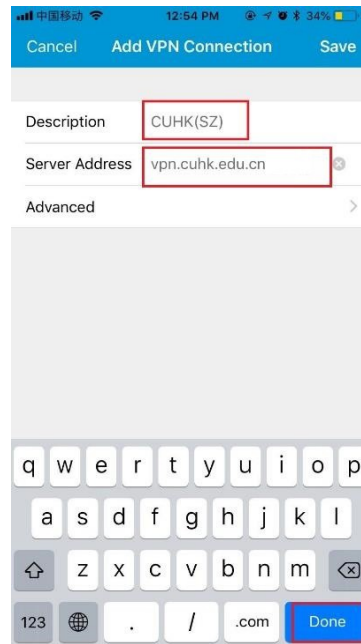 中国移动 12:54 PM 34%
Cancel Add VPN Connection Save
Description CUHK(SZ)
Server Address vpn.cuhk.edu.cn
Advanced
q w e r t y u i o p
a s d f g h j k l
z x c v b n m
123 . / .com Done